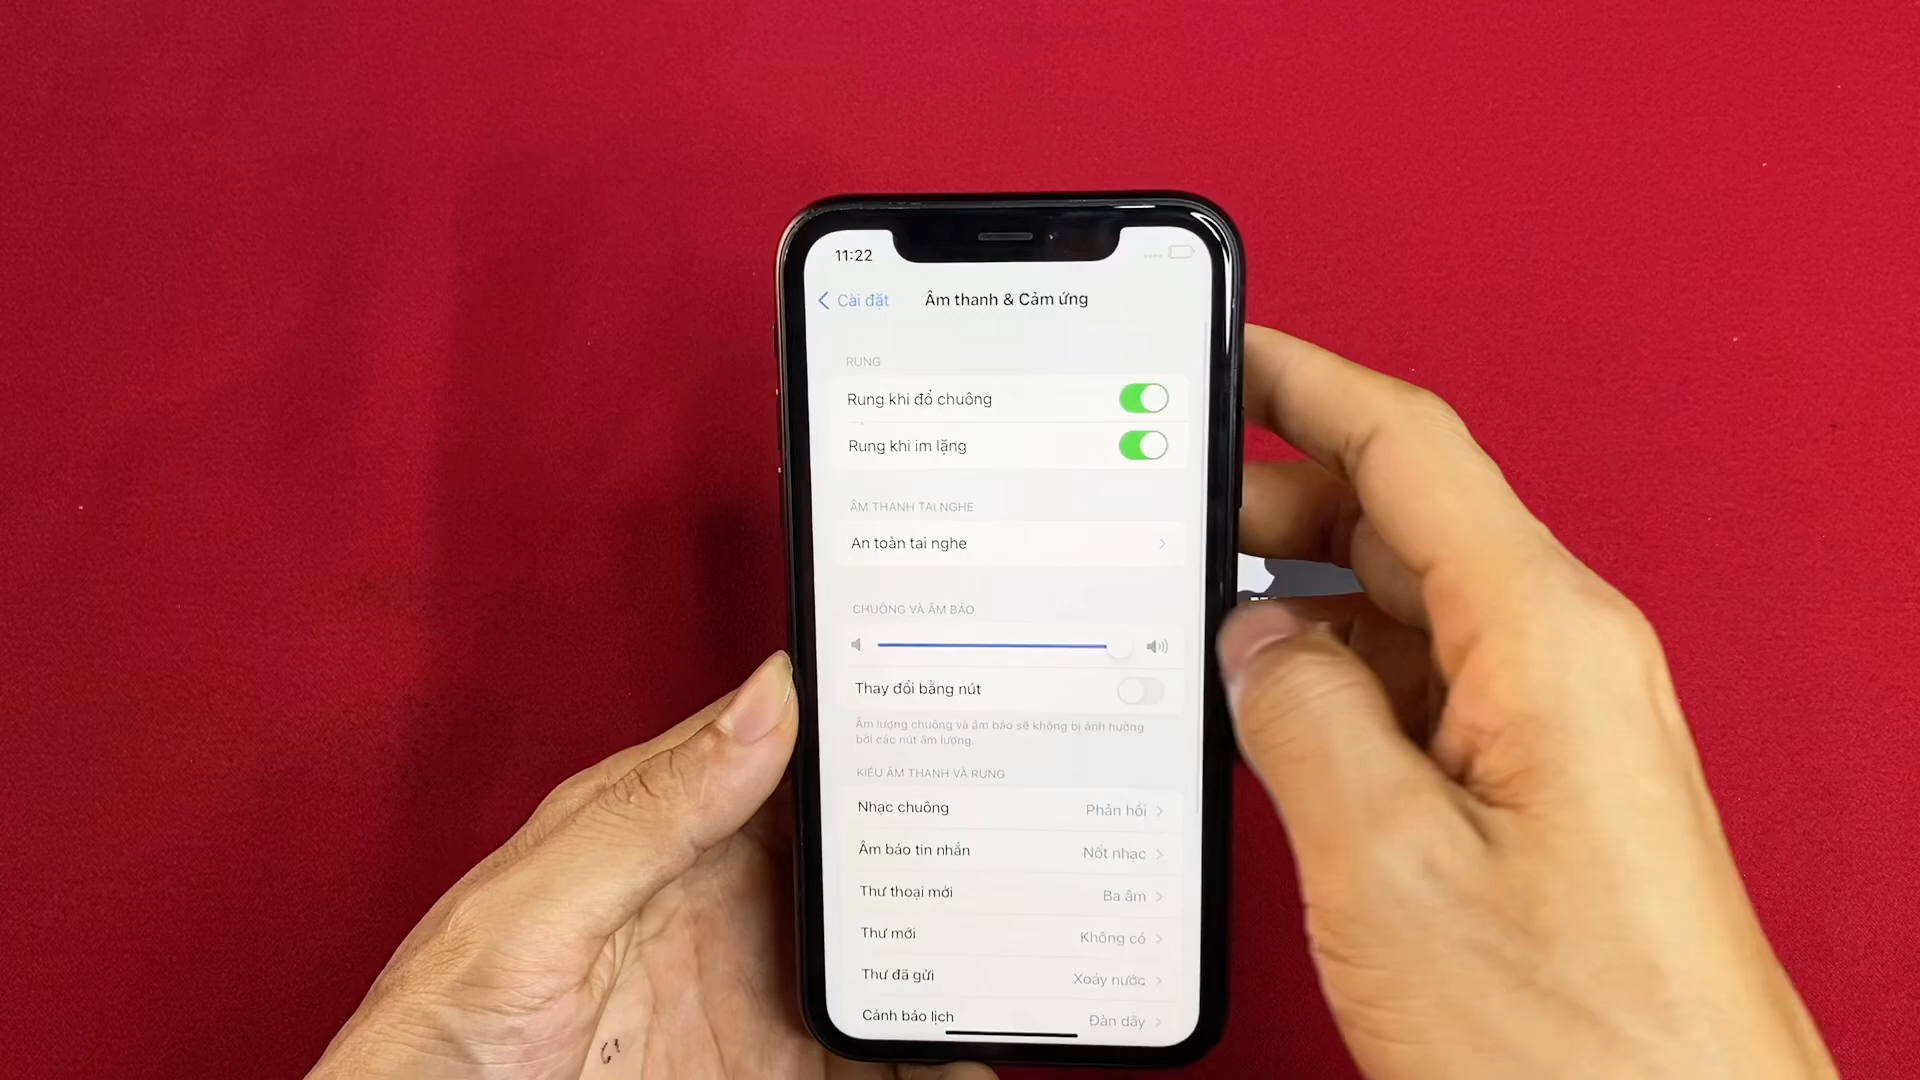 11:22
Cài đặt
Âm thanh & Cảm ứng
RUNG
Rung khi đổ chuông
Rung khi im lặng
ÂM THANH TAI NGHE
An toàn tai nghe
CHUÔNG VÀ ÂM BÁO
Thay đổi bằng nút
Âm lượng chuông và âm báo sẽ không bị ảnh hưởng
bởi các nút âm lượng.
KIỂU ÂM THANH VÀ RUNG
Nhạc chuông Phản hồi
Âm báo tin nhắn Nốt nhạc
Thư thoại mới Ba âm
Thư mới Không có
Thư đã gửi Xoáy nước
Cảnh báo lịch Đàn dây